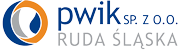 pwik SP. Z O.O.
RUDA ŚLĄSKA